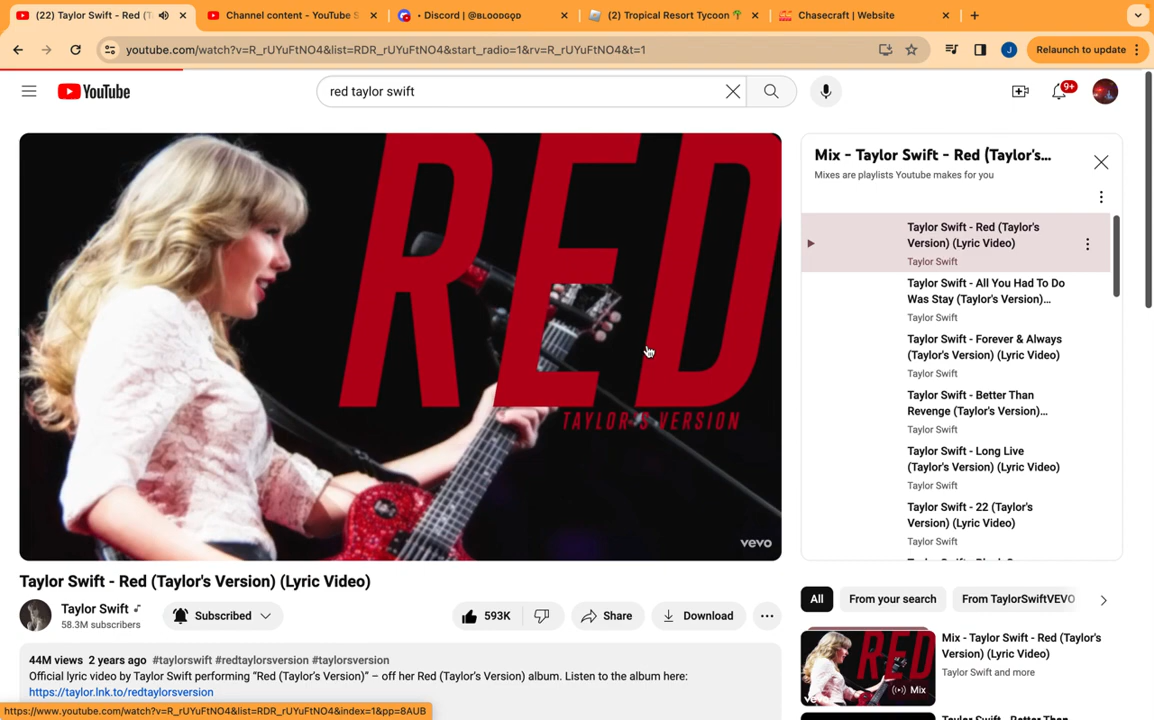 (22) Taylor Swift - Red (T
Channel content - YouTube S
• Discord | @ʙʟᴏᴏᴅɢᴏᴅ
(2) Tropical Resort Tycoon 🌴
Chasecraft | Website
youtube.com/watch?v=R_rUYuFtNO4&list=RDR_rUYuFtNO4&start_radio=1&rv=R_rUYuFtNO4&t=1
J
Relaunch to update
YouTube
red taylor swift
9+
RED
TAYLOR'S VERSION
vevo
Mix - Taylor Swift - Red (Taylor's...
Mixes are playlists Youtube makes for you
Taylor Swift - Red (Taylor's
Version) (Lyric Video)
Taylor Swift
Taylor Swift - All You Had To Do
Was Stay (Taylor's Version)...
Taylor Swift
Taylor Swift - Forever & Always
(Taylor's Version) (Lyric Video)
Taylor Swift
Taylor Swift - Better Than
Revenge (Taylor's Version)...
Taylor Swift
Taylor Swift - Long Live
(Taylor's Version) (Lyric Video)
Taylor Swift
Taylor Swift - 22 (Taylor's
Version) (Lyric Video)
Taylor Swift
Taylor Swift - Red (Taylor's Version) (Lyric Video)
Taylor Swift
58.3M subscribers
Subscribed
593K
Share
Download
44M views 2 years ago #taylorswift #redtaylorsversion #taylorsversion
Official lyric video by Taylor Swift performing "Red (Taylor's Version)" – off her Red (Taylor's Version) album. Listen to the album here:
https://taylor.lnk.to/redtaylorsversion
All
From your search
From TaylorSwiftVEVO
RED
Mix
Mix - Taylor Swift - Red (Taylor's
Version) (Lyric Video)
Taylor Swift and more
https://www.youtube.com/watch?v=R_rUYuFtNO4&list=RDR_rUYuFtNO4&index=1&pp=8AUB